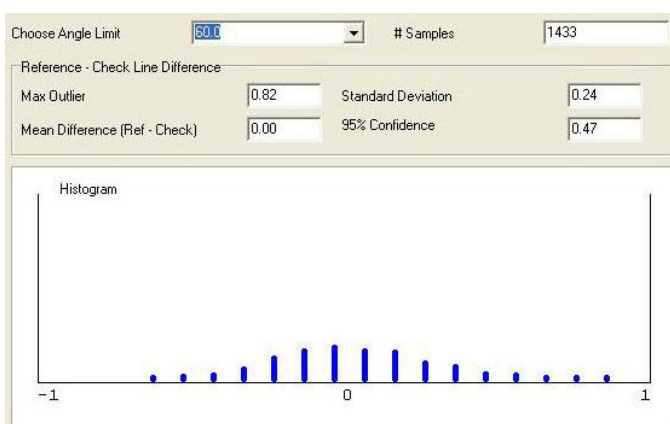 Choose Angle Limit 60.0 # Samples 1433
Reference - Check Line Difference
Max Outlier 0.82 Standard Deviation 0.24
Mean Difference (Ref - Check) 0.00 95% Confidence 0.47
Histogram
-1 0 1